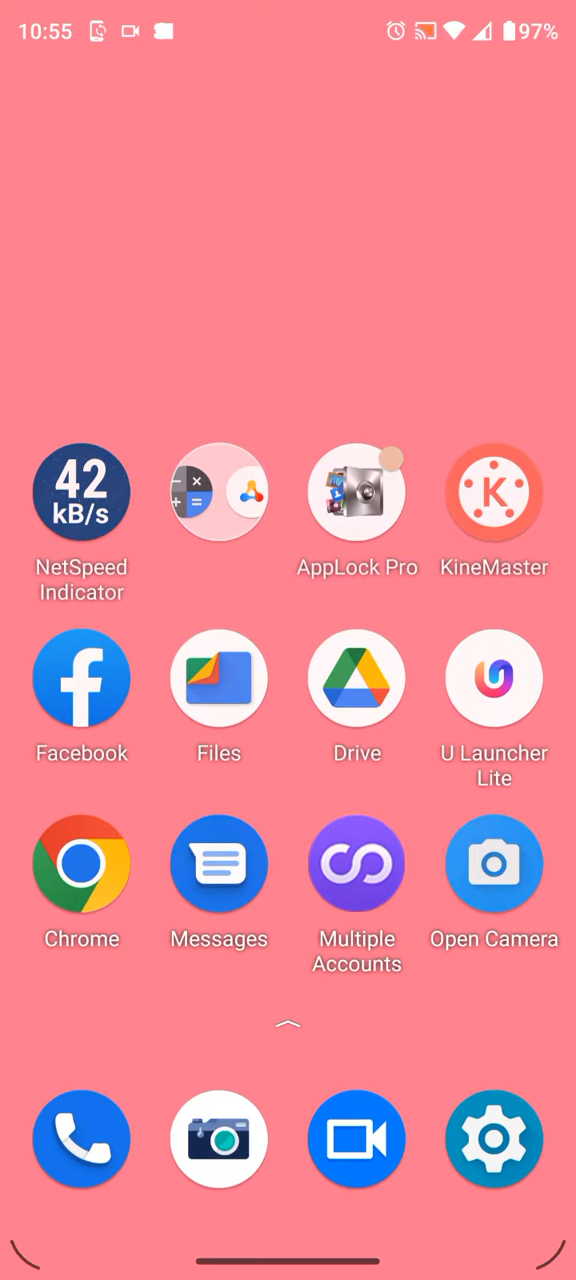 10:55 97%
42
kB/s
K
NetSpeed
Indicator
AppLock Pro
KineMaster
Facebook
Files
Drive
U Launcher
Lite
Chrome
Messages
Multiple
Accounts
Open Camera